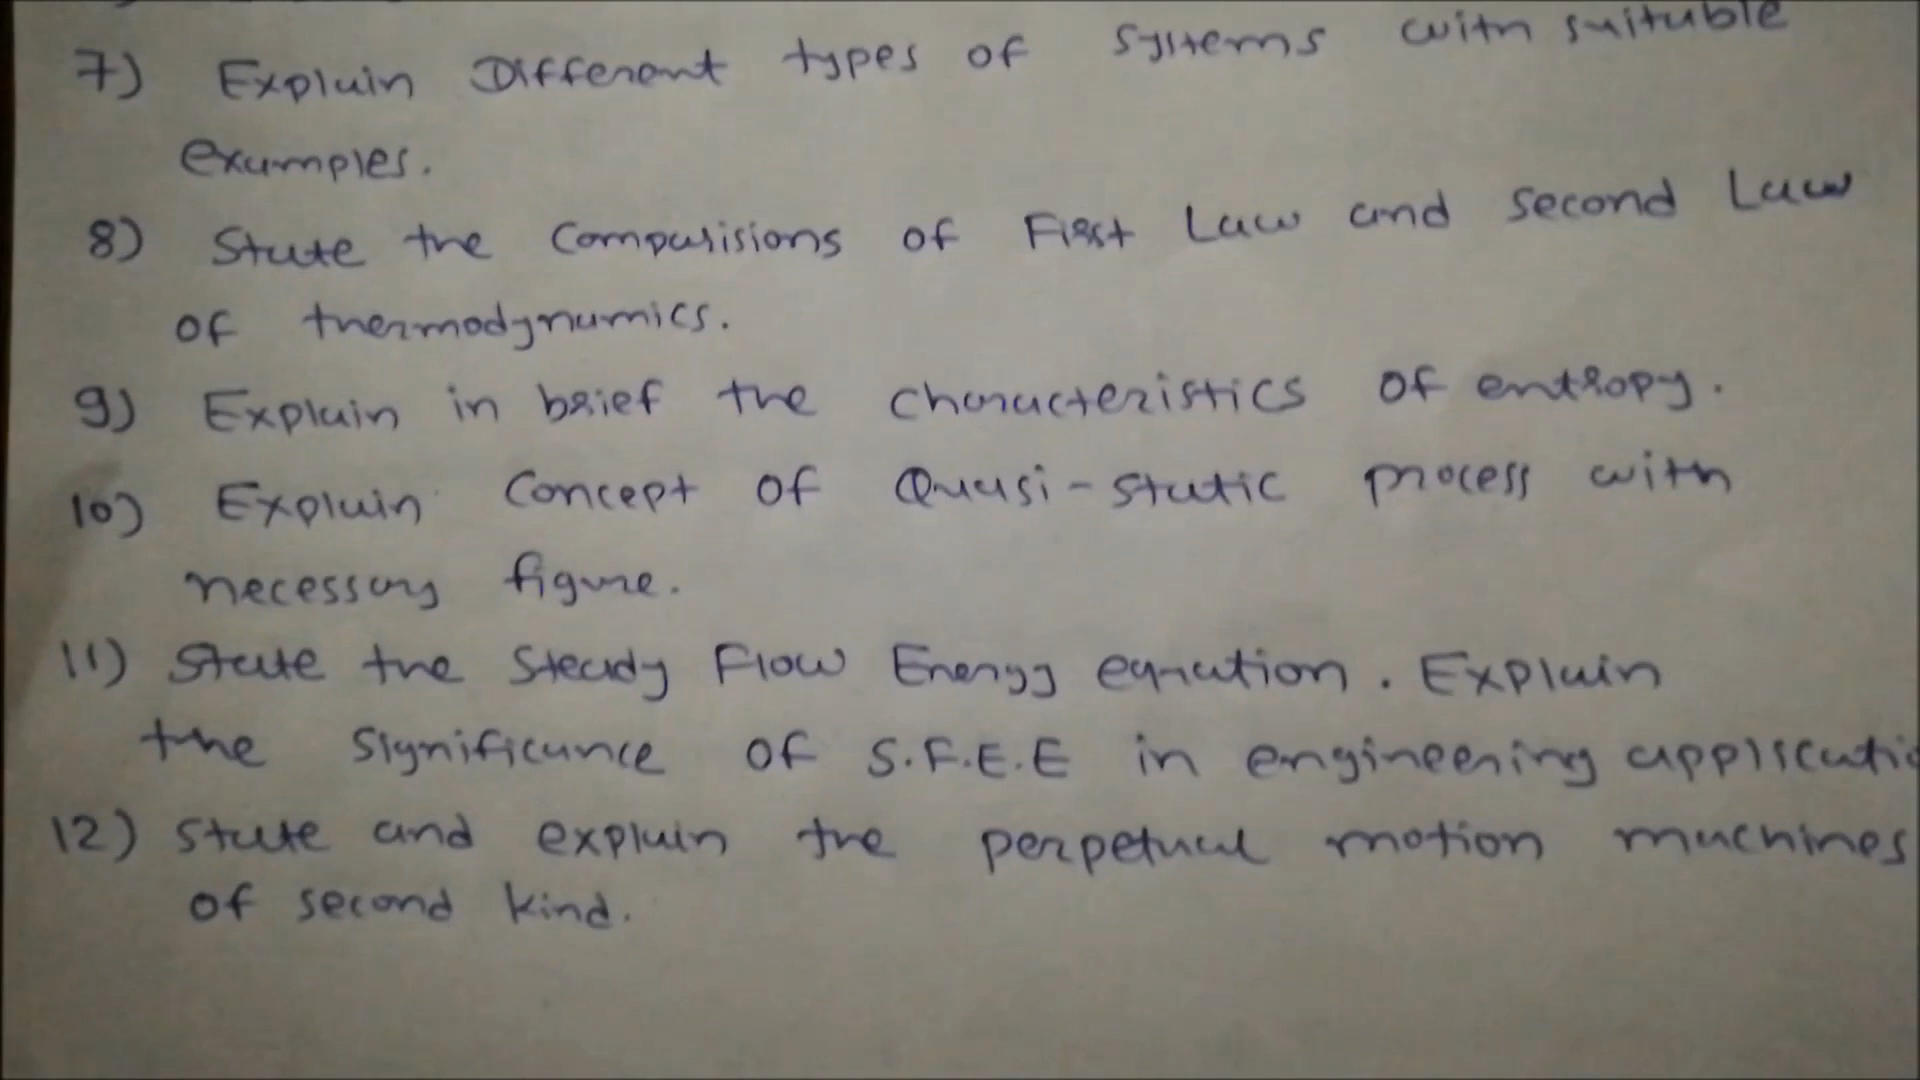 7) Explain Different types of systems with suituble
examples.
8) State the Comparisions of First Law and second Law
of thermodynamics.
9) Explain in brief the characteristics of entropy.
10) Explain Concept of Quasi-static process with
necessary figure.
11) State the Steady Flow Energy equation. Explain
the significance of S.F.E.E in engineering applicatio
12) State and explain the perpetual motion machines
of second kind.